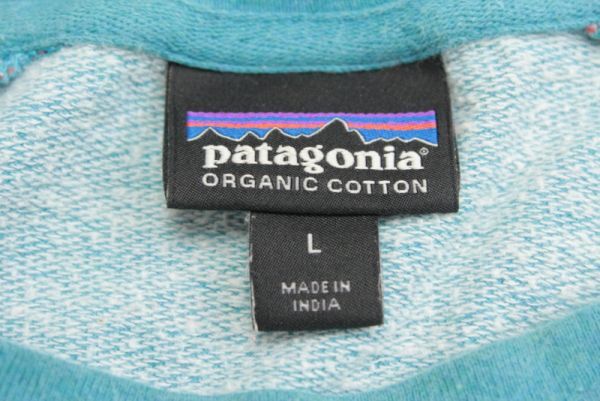 patagonia®
ORGANIC COTTON
L
MADE IN
INDIA